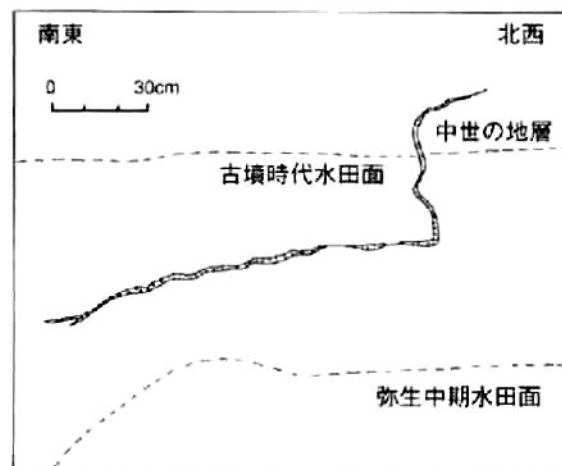 南東
北西
0 30cm
中世の地層
古墳時代水田面
弥生中期水田面